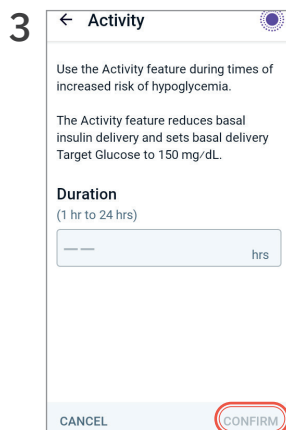 3
← Activity
Use the Activity feature during times of
increased risk of hypoglycemia.
The Activity feature reduces basal
insulin delivery and sets basal delivery
Target Glucose to 150 mg/dL.
Duration
(1 hr to 24 hrs)
–– hrs
CANCEL CONFIRM